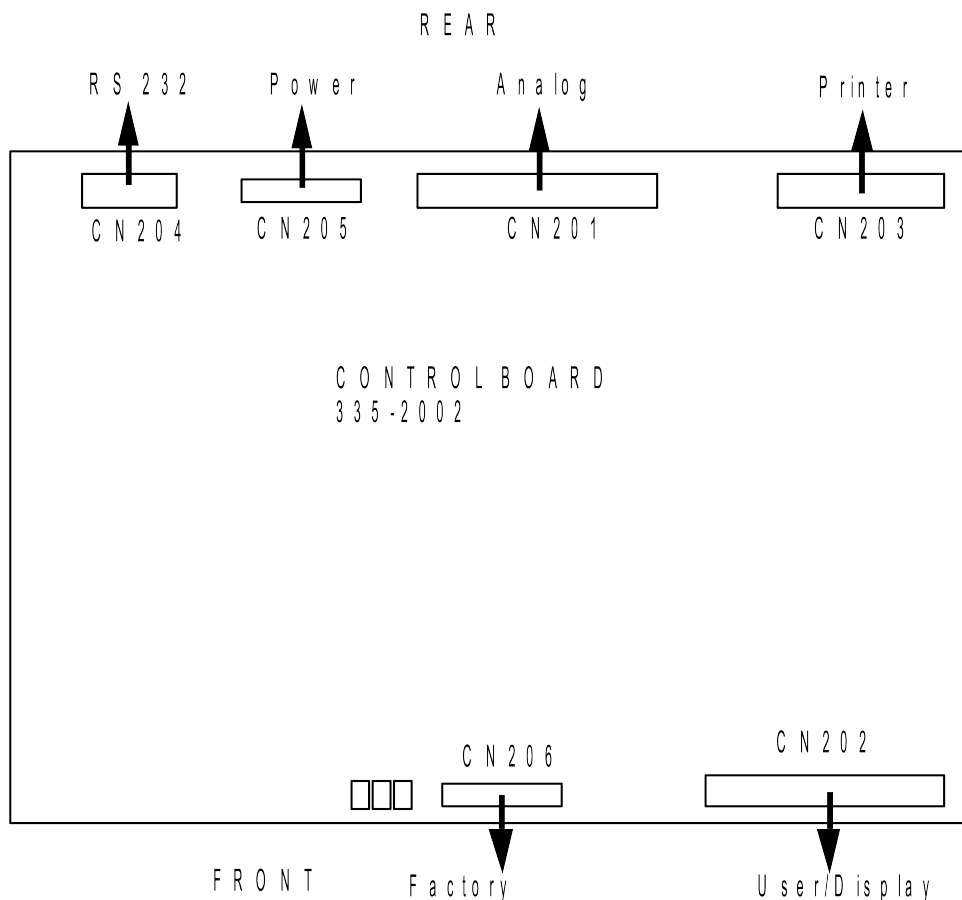 REAR
RS 232 Power Analog Printer
CN204 CN205 CN201 CN203
CONTROL BOARD
335-2002
CN206 CN202
FRONT Factory User/Display